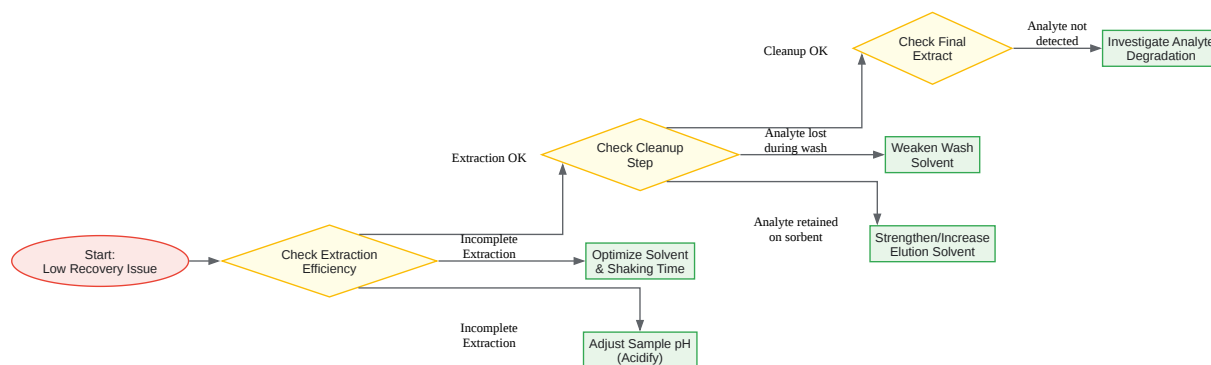 Analyte not
detected
Check Final
Extract
Investigate Analyte
Degradation
Cleanup OK
Analyte lost
during wash
Check Cleanup
Step
Weaken Wash
Solvent
Extraction OK
Analyte retained
on sorbent
Strengthen/Increase
Elution Solvent
Start:
Low Recovery Issue
Check Extraction
Efficiency
Incomplete
Extraction
Optimize Solvent
& Shaking Time
Incomplete
Extraction
Adjust Sample pH
(Acidify)